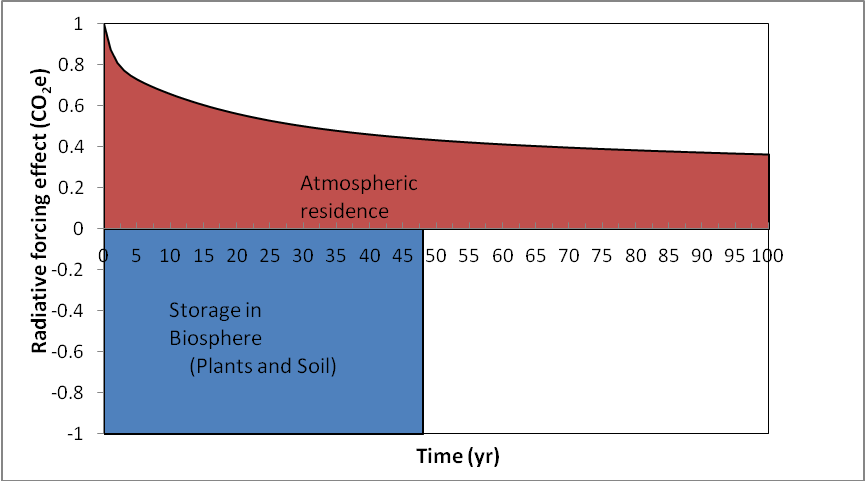 Radiative forcing effect (CO₂e)
1
0.8
0.6
0.4
0.2
0
-0.2
-0.4
-0.6
-0.8
-1
Atmospheric
residence
0 5 10 15 20 25 30 35 40 45 50 55 60 65 70 75 80 85 90 95 100
Storage in
Biosphere
(Plants and Soil)
Time (yr)